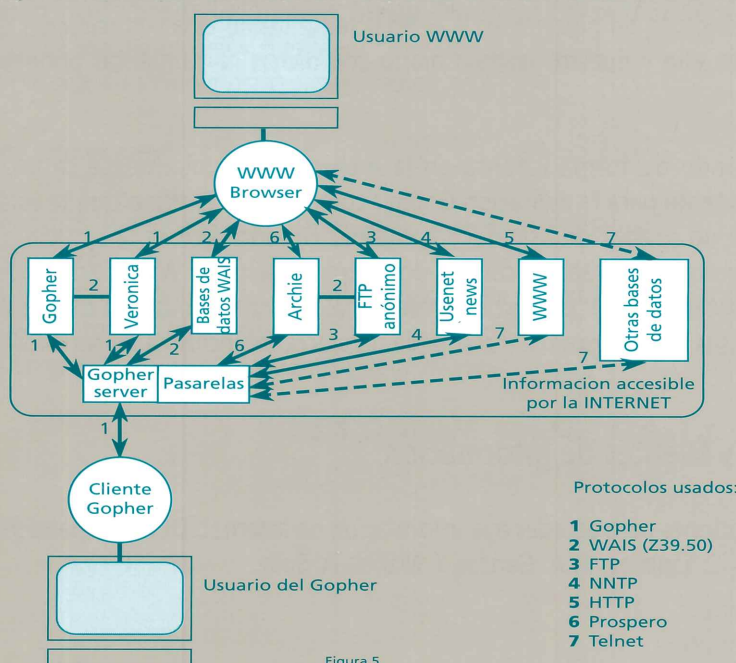 Usuario WWW
WWW
Browser
1
1
2
6
3
4
5
7
Gopher
2
Veronica
Bases de
datos WAIS
Archie
2
FTP
anónimo
Usenet
news
WWW
Otras bases
de datos
1
1
2
2
6
3
4
7
7
Gopher
server
Pasarelas
Informacion accesible
por la INTERNET
1
Cliente
Gopher
Usuario del Gopher
Protocolos usados:
1 Gopher
2 WAIS (Z39.50)
3 FTP
4 NNTP
5 HTTP
6 Prospero
7 Telnet
Figura 5